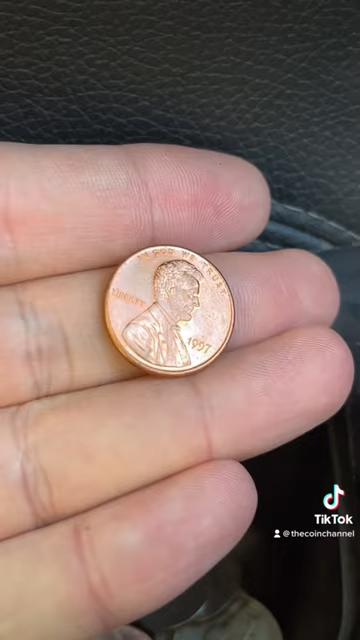 IN GOD WE TRUST
LIBERTY
1997
TikTok
@thecoinchannel